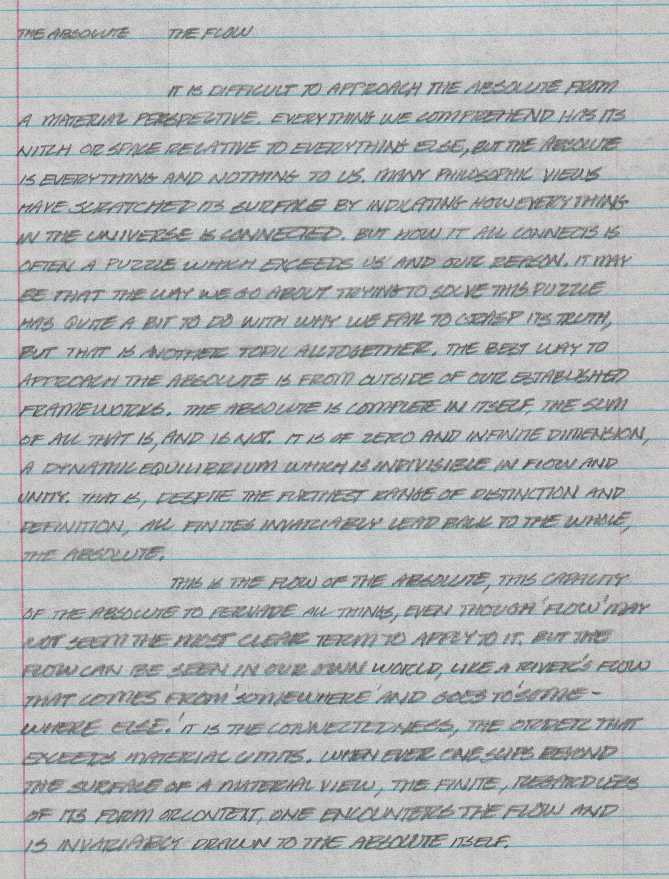 THE ABSOLUTE THE FLOW
IT IS DIFFICULT TO APPROACH THE ABSOLUTE FROM
A MATERIAL PERSPECTIVE. EVERYTHING WE COMPREHEND HAS ITS
NITCH OR SPACE RELATIVE TO EVERYTHING ELSE, BUT THE ABSOLUTE
IS EVERYTHING AND NOTHING TO US. MANY PHILOSOPHIC VIEWS
HAVE SCRATCHED ITS SURFACE BY INDICATING HOW EVERYTHING
IN THE UNIVERSE IS CONNECTED. BUT HOW IT ALL CONNECTS IS
OFTEN A PUZZLE WHICH EXCEEDS US AND OUR REASON. IT MAY
BE THAT THE WAY WE GO ABOUT TRYING TO SOLVE THIS PUZZLE
HAS QUITE A BIT TO DO WITH WHY WE FAIL TO GRASP ITS TRUTH,
BUT THAT IS ANOTHER TOPIC ALLTOGETHER. THE BEST WAY TO
APPROACH THE ABSOLUTE IS FROM OUTSIDE OF OUR ESTABLISHED
FRAMEWORKS. THE ABSOLUTE IS COMPLETE IN ITSELF, THE SUM
OF ALL THAT IS, AND IS NOT. IT IS OF ZERO AND INFINITE DIMENSION,
A DYNAMIC EQUILIBRIUM WHICH IS INDIVISIBLE IN FLOW AND
UNITY. THAT IS, DESPITE THE FURTHEST RANGE OF DISTINCTION AND
DEFINITION, ALL FINITES INVARIABLY LEAD BACK TO THE WHOLE,
THE ABSOLUTE.
THIS IS THE FLOW OF THE ABSOLUTE, THIS CAPACITY
OF THE ABSOLUTE TO PERVADE ALL THINGS, EVEN THOUGH 'FLOW' MAY
NOT SEEM THE MOST CLEAR TERM TO APPLY TO IT. BUT THE
FLOW CAN BE SEEN IN OUR OWN WORLD, LIKE A RIVER'S FLOW
THAT COMES FROM 'SOMEWHERE' AND GOES TO 'SOME-
WHERE ELSE.' IT IS THE CONNECTEDNESS, THE ORDER THAT
EXCEEDS MATERIAL LIMITS. WHEN EVER ONE SLIPS BEYOND
THE SURFACE OF A MATERIAL VIEW, THE FINITE, REGARDLESS
OF ITS FORM OR CONTENT, ONE ENCOUNTERS THE FLOW AND
IS INVARIABLY DRAWN TO THE ABSOLUTE ITSELF.